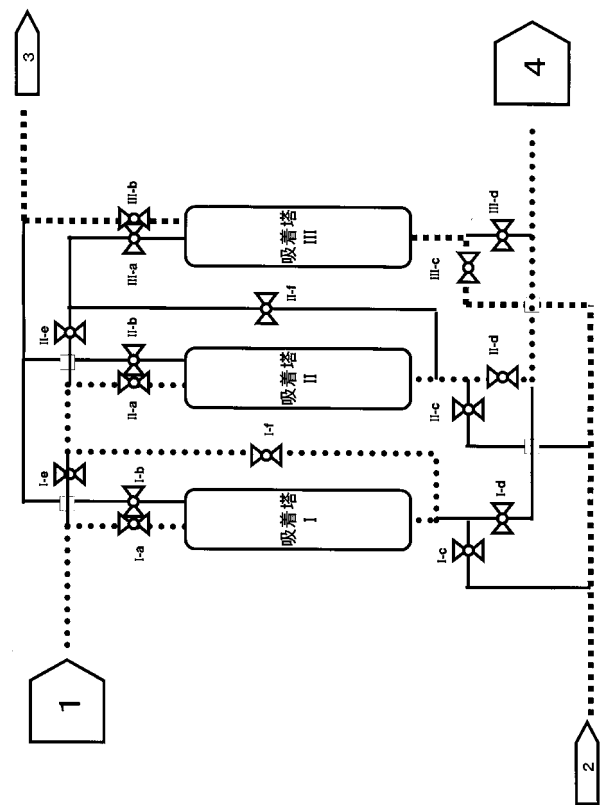 3
4
III-b
III-a
吸着塔
III
III-d
III-c
II-f
II-e
II-b
II-a
吸着塔
II
II-d
II-c
I-f
I-e
I-b
I-a
吸着塔
I
I-d
I-c
1
2